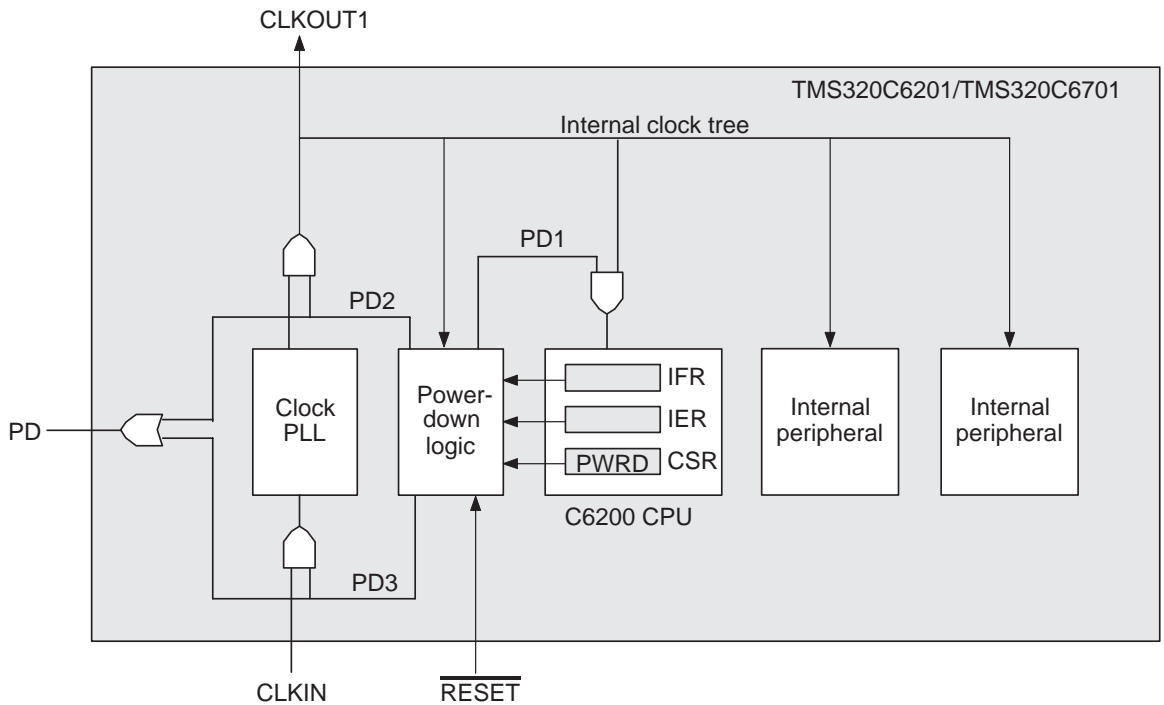 CLKOUT1
TMS320C6201/TMS320C6701
Internal clock tree
PD1
PD2
Clock
PLL
Power-
down
logic
IFR
IER
PWRD CSR
C6200 CPU
Internal
peripheral
Internal
peripheral
PD
PD3
CLKIN
RESET